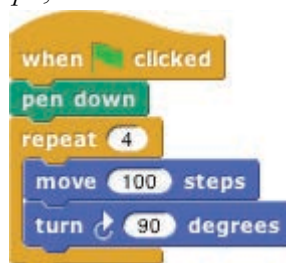 when clicked
pen down
repeat 4
move 100 steps
turn 90 degrees